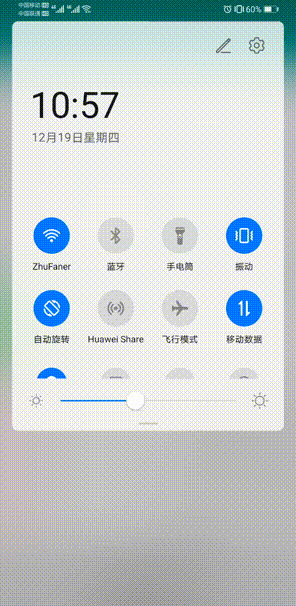 中国移动 HD 4G 4G 60%
中国联通 HD
10:57
12月19日星期四
ZhuFaner 蓝牙 手电筒 振动
自动旋转 Huawei Share 飞行模式 移动数据